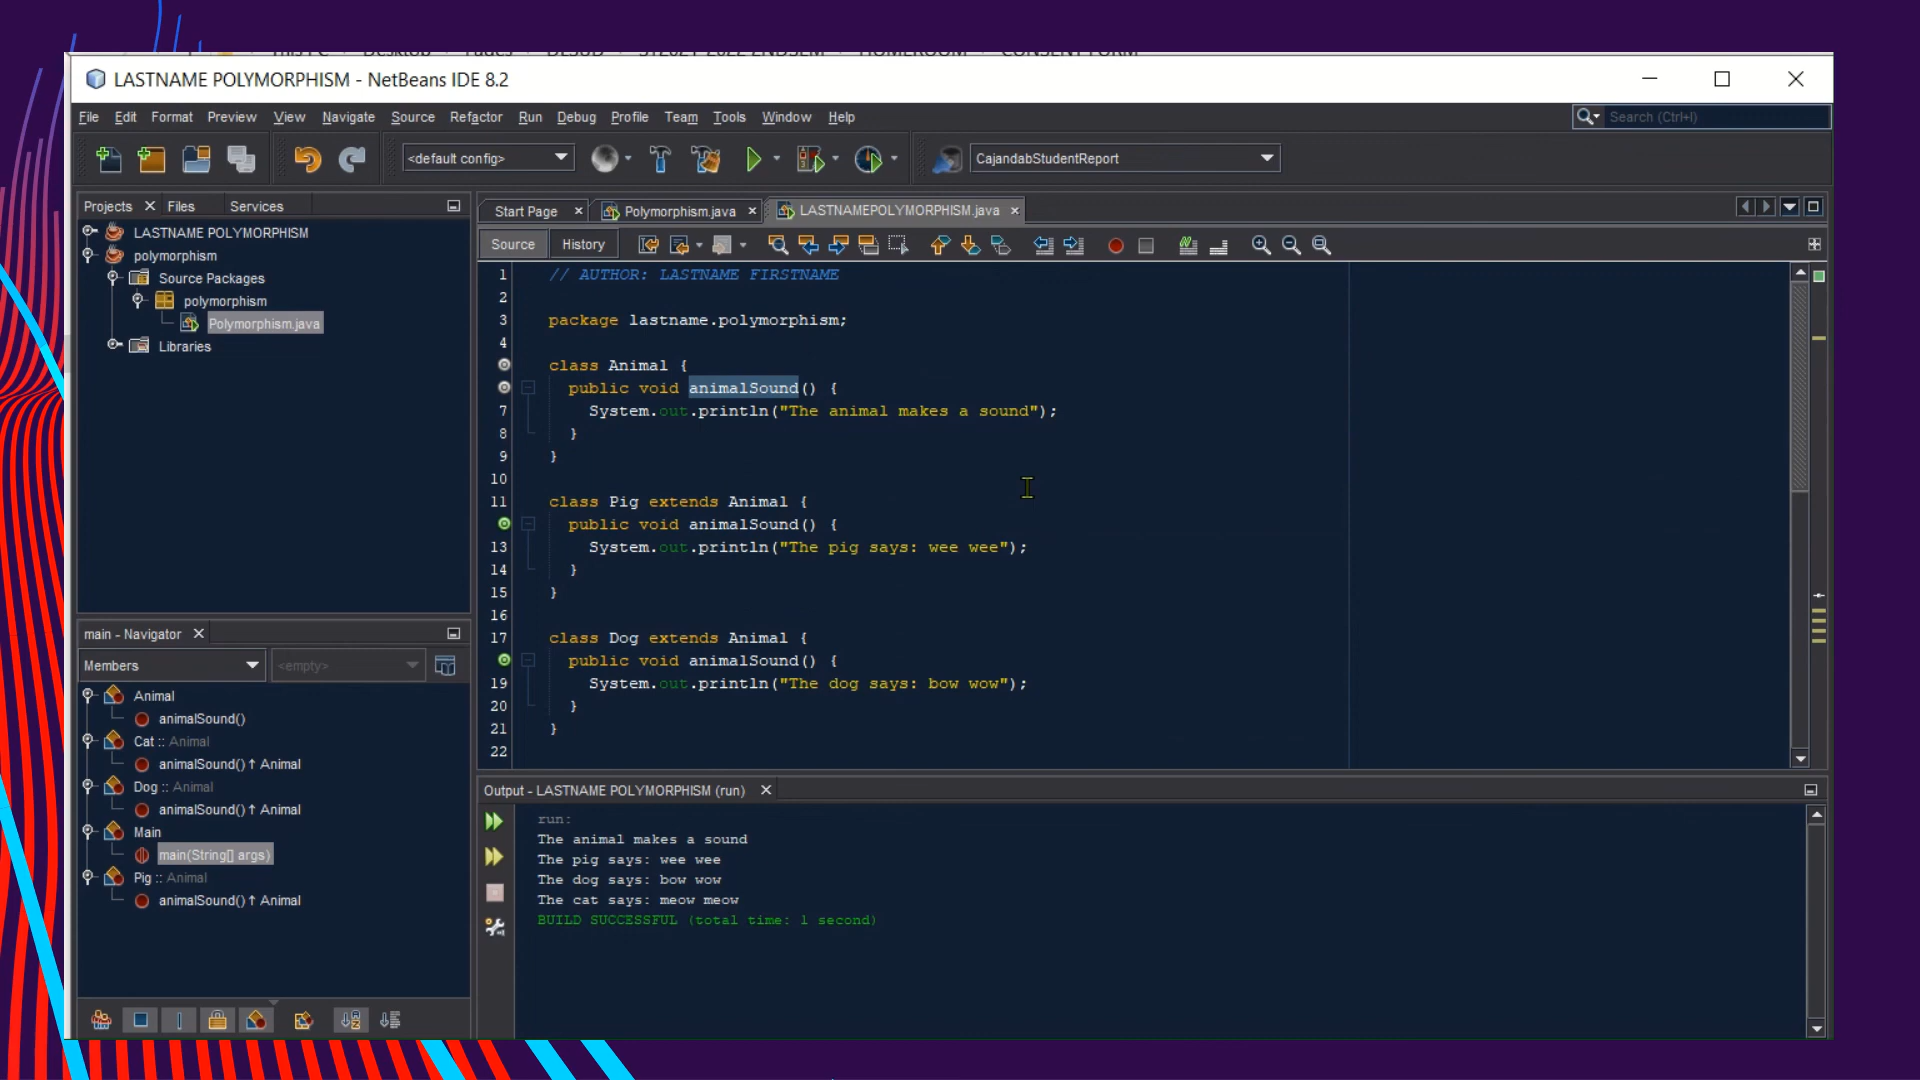 LASTNAME POLYMORPHISM - NetBeans IDE 8.2
File Edit Format Preview View Navigate Source Refactor Run Debug Profile Team Tools Window Help
Search (Ctrl+I)
<default config>
CajandabStudentReport
Projects Files Services
LASTNAME POLYMORPHISM
polymorphism
Source Packages
polymorphism
Polymorphism.java
Libraries
main - Navigator
Members
<empty>
Animal
animalSound()
Cat :: Animal
animalSound() ↑ Animal
Dog :: Animal
animalSound() ↑ Animal
Main
main(String[] args)
Pig :: Animal
animalSound() ↑ Animal
Start Page Polymorphism.java LASTNAMEPOLYMORPHISM.java
Source History
1 // AUTHOR: LASTNAME FIRSTNAME
2
3 package lastname.polymorphism;
4
class Animal {
public void animalSound() {
7 System.out.println("The animal makes a sound");
8 }
9 }
10
11 class Pig extends Animal {
public void animalSound() {
13 System.out.println("The pig says: wee wee");
14 }
15 }
16
17 class Dog extends Animal {
public void animalSound() {
19 System.out.println("The dog says: bow wow");
20 }
21 }
22
Output - LASTNAME POLYMORPHISM (run)
run:
The animal makes a sound
The pig says: wee wee
The dog says: bow wow
The cat says: meow meow
BUILD SUCCESSFUL (total time: 1 second)